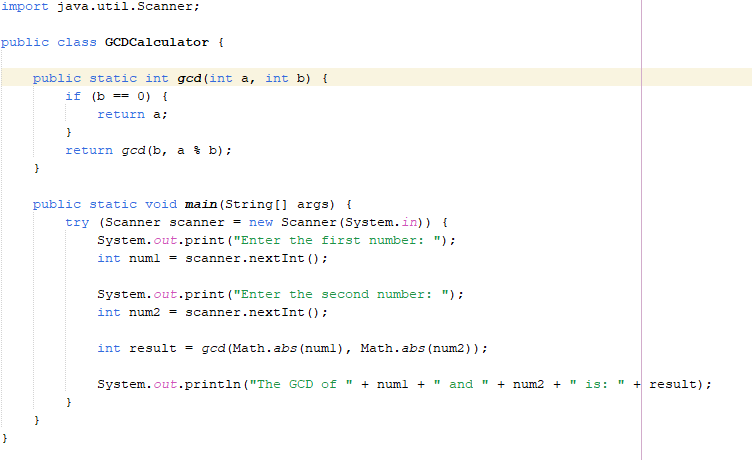 import java.util.Scanner;
public class GCDCalculator {
public static int gcd(int a, int b) {
if (b == 0) {
return a;
}
return gcd(b, a % b);
}
public static void main(String[] args) {
try (Scanner scanner = new Scanner(System.in)) {
System.out.print("Enter the first number: ");
int num1 = scanner.nextInt();
System.out.print("Enter the second number: ");
int num2 = scanner.nextInt();
int result = gcd(Math.abs(num1), Math.abs(num2));
System.out.println("The GCD of " + num1 + " and " + num2 + " is: " + result);
}
}
}